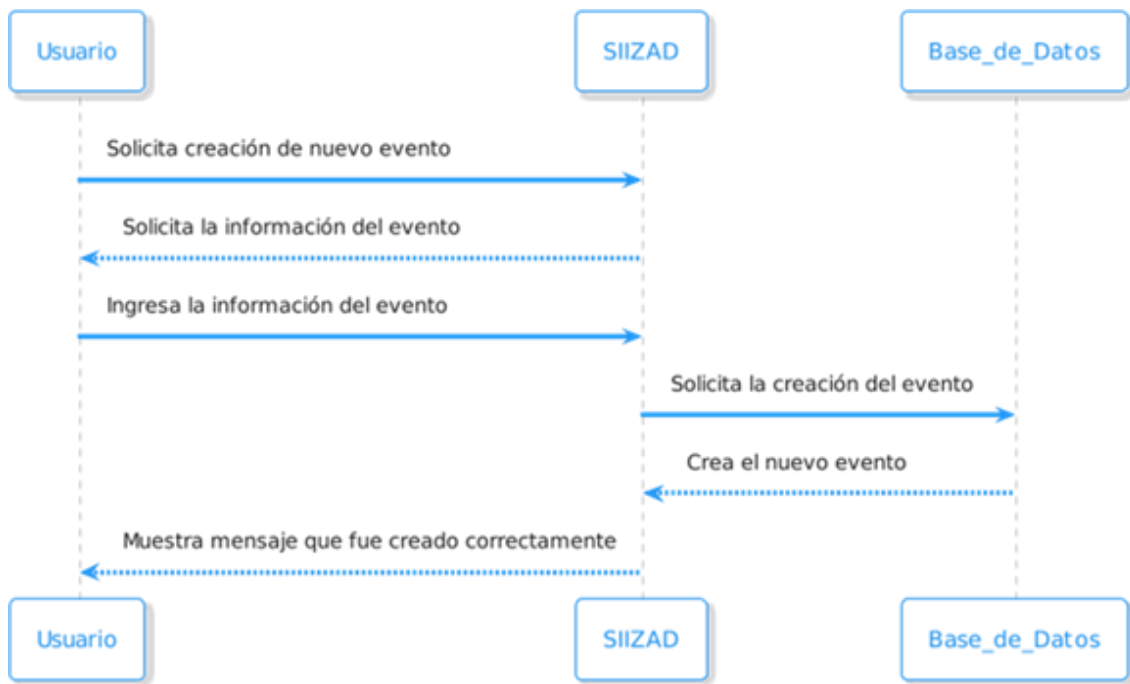 Usuario
SIIZAD
Base_de_Datos
Solicita creación de nuevo evento
Solicita la información del evento
Ingresa la información del evento
Solicita la creación del evento
Crea el nuevo evento
Muestra mensaje que fue creado correctamente
Usuario
SIIZAD
Base_de_Datos